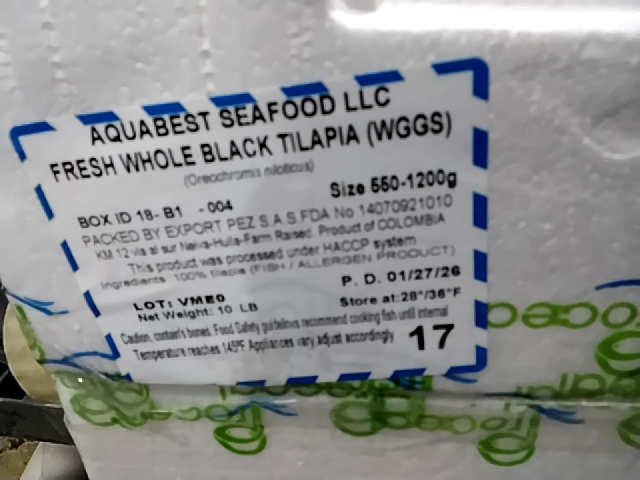 AQUABEST SEAFOOD LLC
FRESH WHOLE BLACK TILAPIA (WGGS)
(Oreochromis niloticus)
Size 550-1200g
BOX ID 18- B1 -004
PACKED BY EXPORT PEZ S.A.S.FDA No 14070921010
KM 12 via al sur Neiva-Huila-Farm Raised. Product of COLOMBIA
This product was processed under HACCP system
Ingredients: 100% tilapia (FISH / ALLERGEN PRODUCT)
P. D. 01/27/26
LOT: VME0
Net Weight: 10 LB
Store at:28°/36°F
Caution, contains bones. Food Safety guidelines recommend cooking fish until internal
Temperature reaches 145ºF Appliances vary, adjust accordingly
17